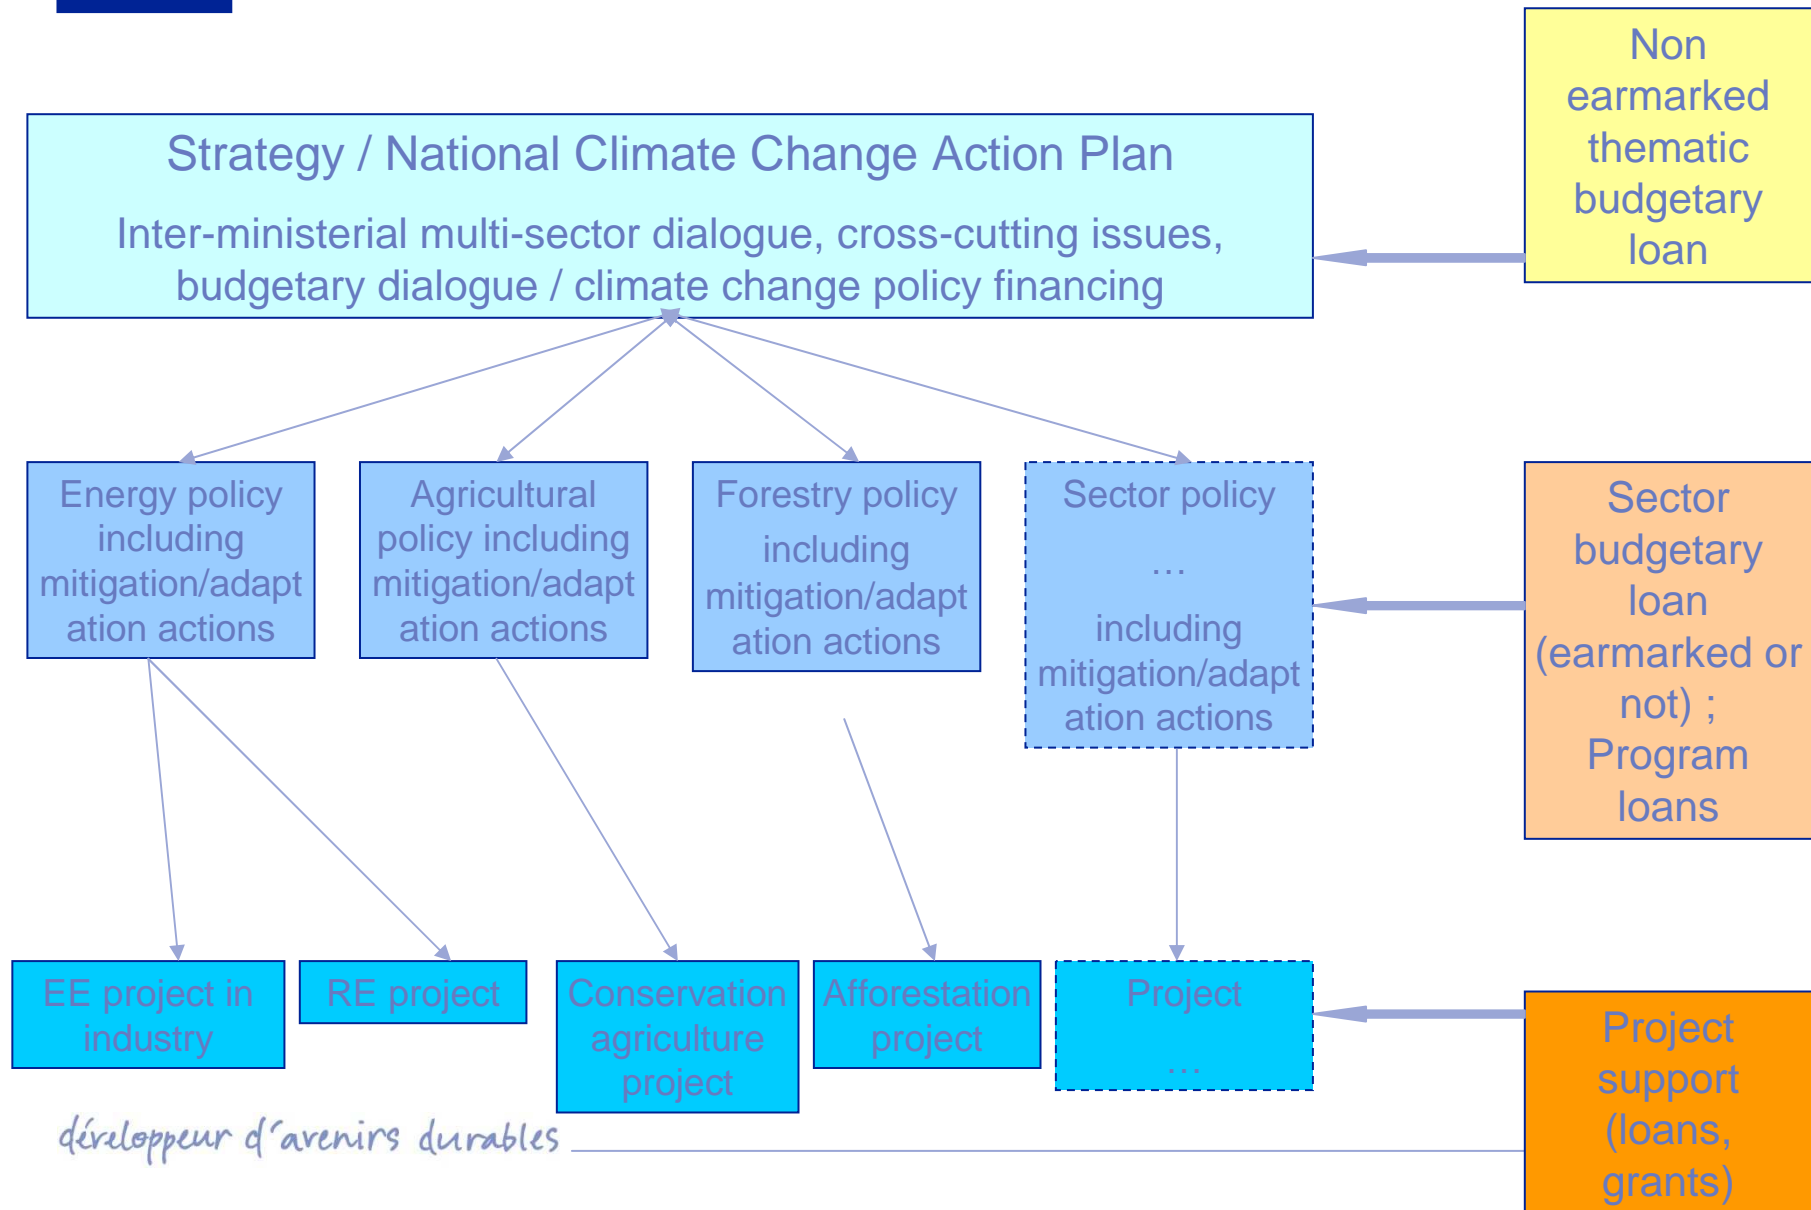 Non
earmarked
thematic
budgetary
loan
Strategy / National Climate Change Action Plan
Inter-ministerial multi-sector dialogue, cross-cutting issues,
budgetary dialogue / climate change policy financing
Energy policy
including
mitigation/adapt
ation actions
Agricultural
policy including
mitigation/adapt
ation actions
Forestry policy
including
mitigation/adapt
ation actions
Sector policy
…
including
mitigation/adapt
ation actions
Sector
budgetary
loan
(earmarked or
not) ;
Program
loans
EE project in
industry
RE project
Conservation
agriculture
project
Afforestation
project
Project
…
Project
support
(loans,
grants)
développeur d'avenirs durables